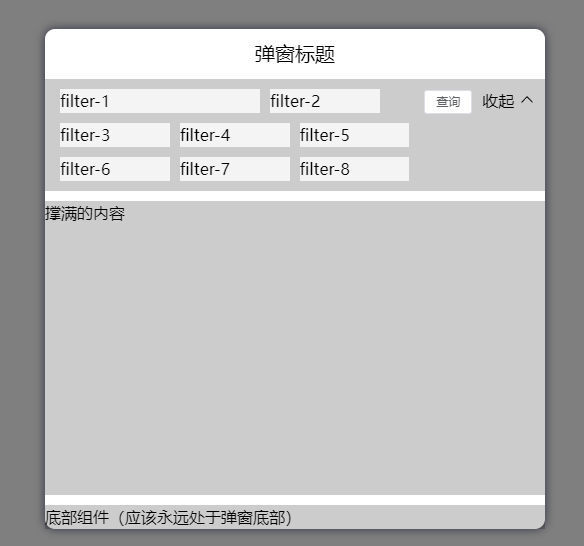 弹窗标题
filter-1 filter-2 查询 收起
filter-3 filter-4 filter-5
filter-6 filter-7 filter-8
撑满的内容
底部组件（应该永远处于弹窗底部）